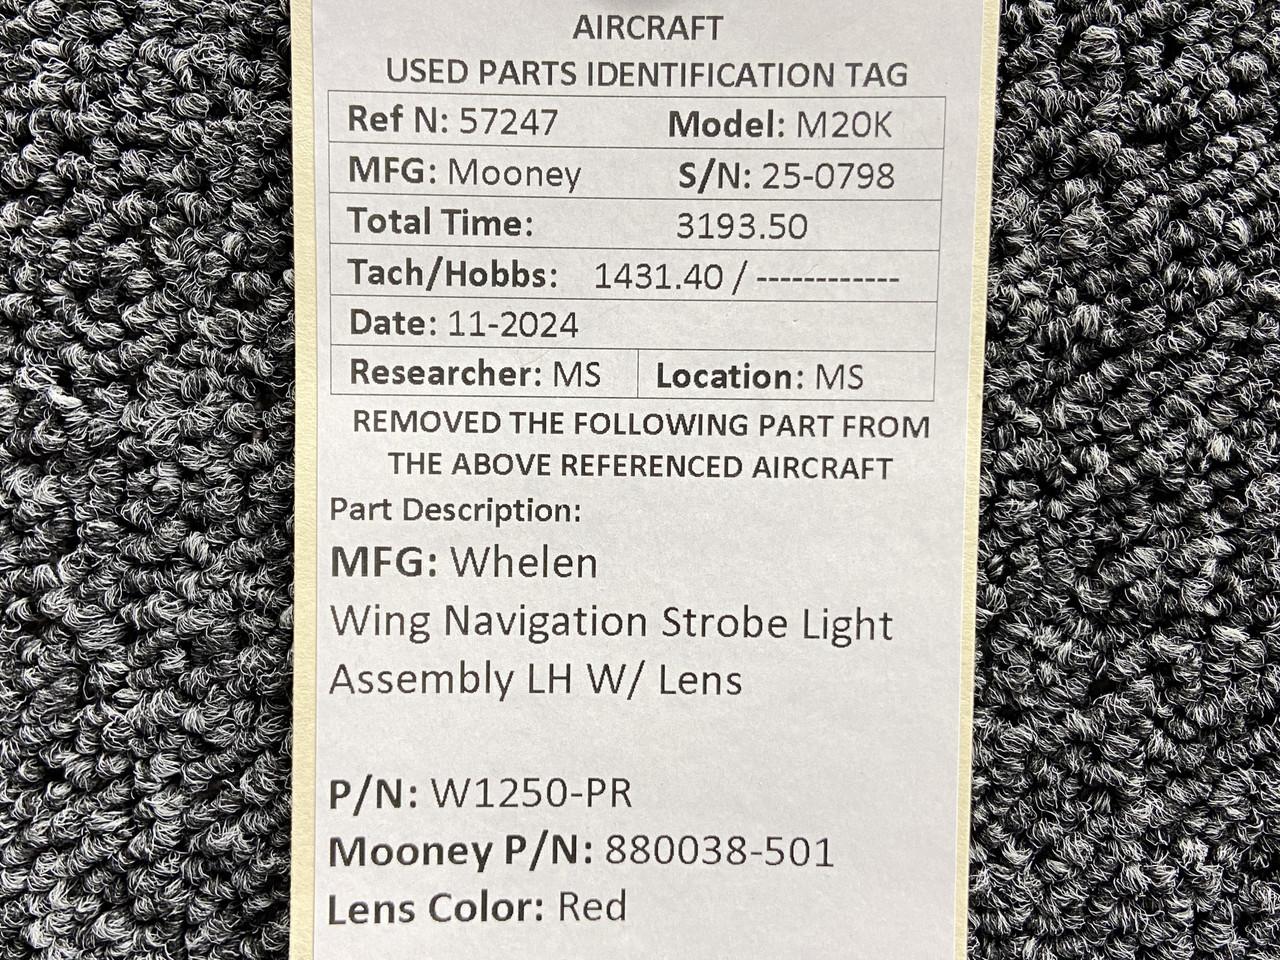 AIRCRAFT
USED PARTS IDENTIFICATION TAG
Ref N: 57247 Model: M20K
MFG: Mooney S/N: 25-0798
Total Time: 3193.50
Tach/Hobbs: 1431.40 / ------------
Date: 11-2024
Researcher: MS Location: MS
REMOVED THE FOLLOWING PART FROM
THE ABOVE REFERENCED AIRCRAFT
Part Description:
MFG: Whelen
Wing Navigation Strobe Light
Assembly LH W/ Lens
P/N: W1250-PR
Mooney P/N: 880038-501
Lens Color: Red